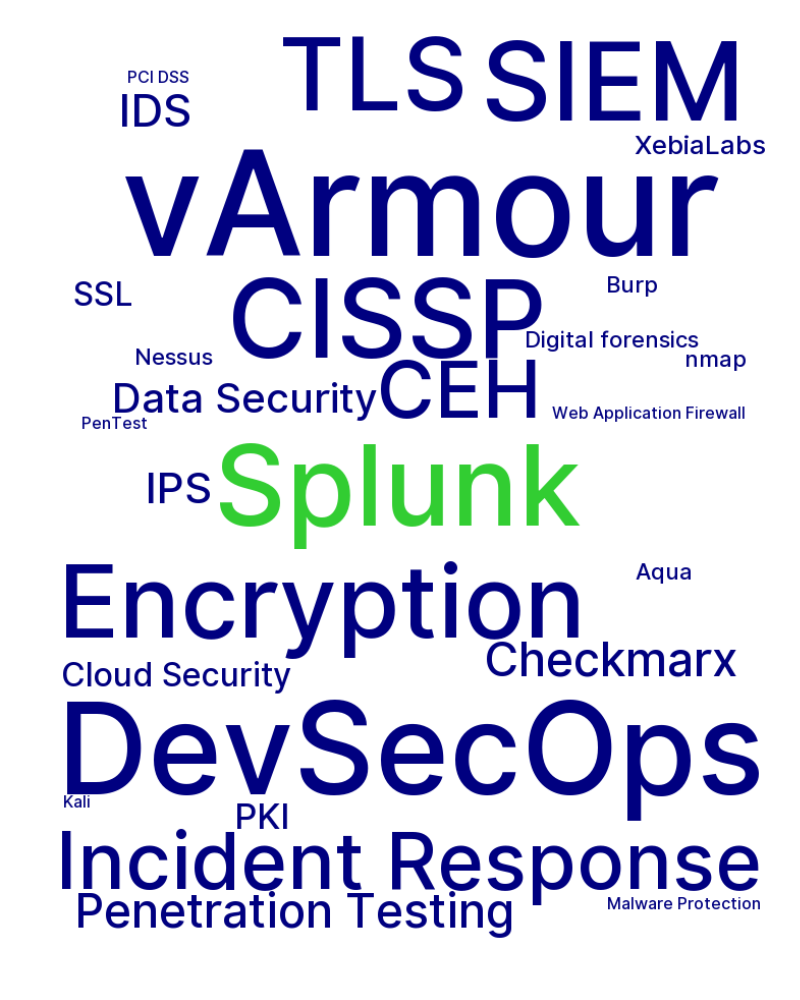 TLS SIEM
PCI DSS
IDS
XebiaLabs
vArmour
SSL
CISSP
Burp
Digital forensics
Nessus
nmap
Data Security
CEH
Web Application Firewall
PenTest
IPS
Splunk
Encryption
Aqua
Checkmarx
Cloud Security
DevSecOps
Kali
PKI
Incident Response
Penetration Testing
Malware Protection